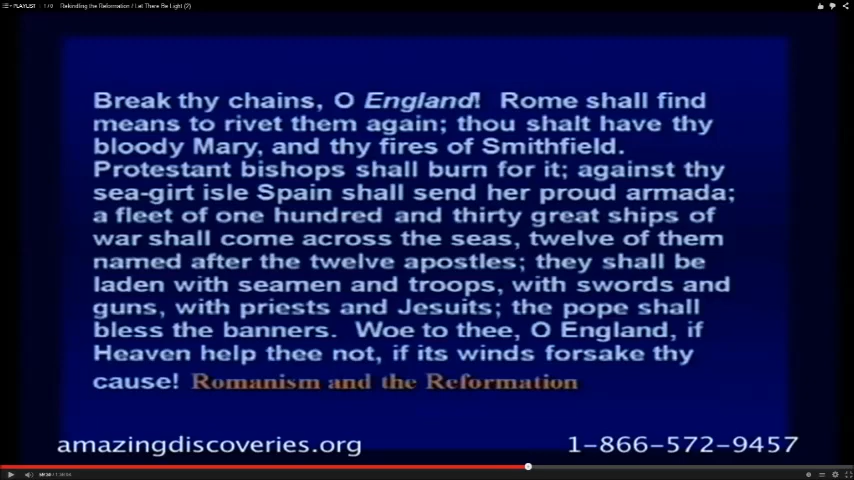 PLAYLIST
Rekindling the Reformation / Let There Be Light (2)
Break thy chains, O England! Rome shall find
means to rivet them again; thou shalt have thy
bloody Mary, and thy fires of Smithfield.
Protestant bishops shall burn for it; against thy
sea-girt isle Spain shall send her proud armada;
a fleet of one hundred and thirty great ships of
war shall come across the seas, twelve of them
named after the twelve apostles; they shall be
laden with seamen and troops, with swords and
guns, with priests and Jesuits; the pope shall
bless the banners. Woe to thee, O England, if
Heaven help thee not, if its winds forsake thy
cause! Romanism and the Reformation
amazingdiscoveries.org 1-866-572-9457